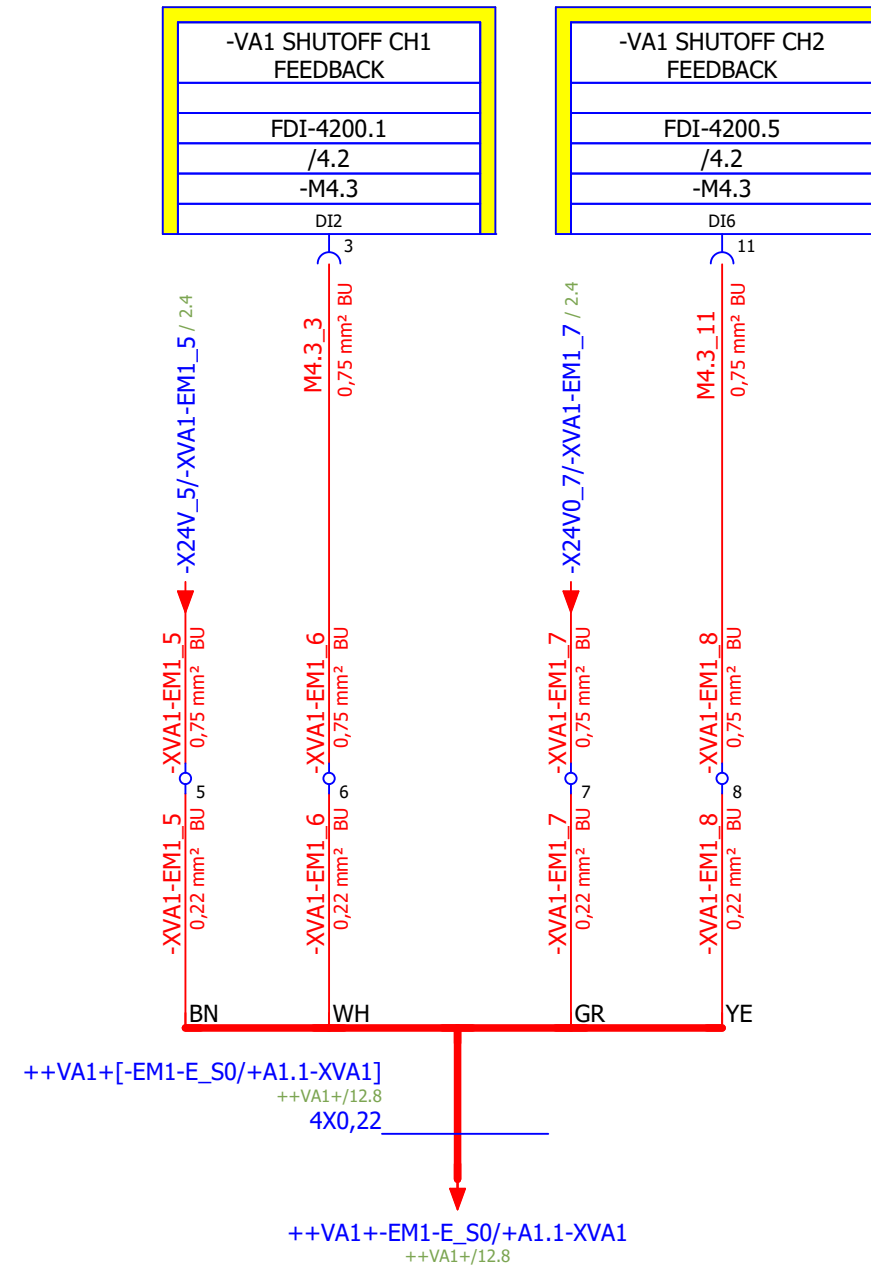 -VA1 SHUTOFF CH1
FEEDBACK
FDI-4200.1
/4.2
-M4.3
DI2
3
-VA1 SHUTOFF CH2
FEEDBACK
FDI-4200.5
/4.2
-M4.3
DI6
11
-X24V_5/-XVA1-EM1_5 / 2.4
M4.3_3
0,75 mm² BU
-X24V0_7/-XVA1-EM1_7 / 2.4
M4.3_11
0,75 mm² BU
-XVA1-EM1_5
0,75 mm² BU
-XVA1-EM1_6
0,75 mm² BU
-XVA1-EM1_7
0,75 mm² BU
-XVA1-EM1_8
0,75 mm² BU
5
6
7
8
-XVA1-EM1_5
0,22 mm² BU
-XVA1-EM1_6
0,22 mm² BU
-XVA1-EM1_7
0,22 mm² BU
-XVA1-EM1_8
0,22 mm² BU
BN
WH
GR
YE
++VA1+[-EM1-E_S0/+A1.1-XVA1]
++VA1+/12.8
4X0,22
++VA1+-EM1-E_S0/+A1.1-XVA1
++VA1+/12.8